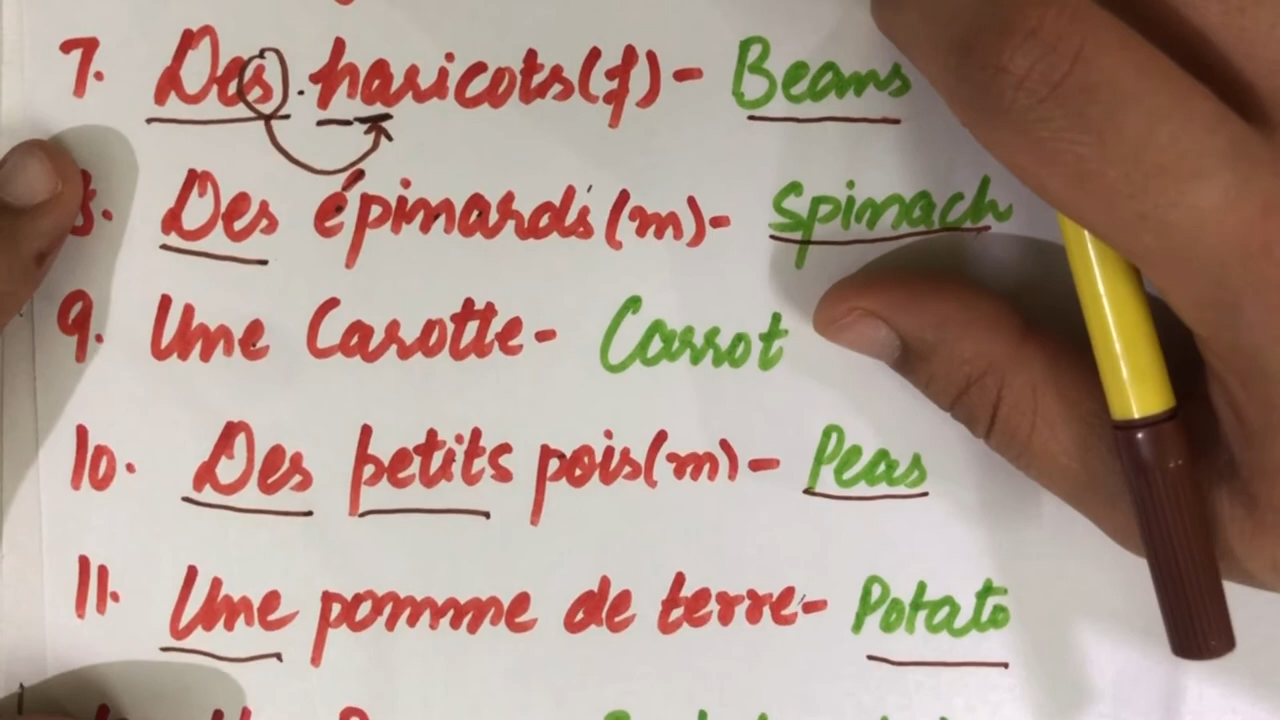 7. Des haricots(f)- Beans
8. Des épinards(m)- Spinach
9. Une Carotte- Carrot
10. Des petits pois(m)- Peas
11. Une pomme de terre- Potato